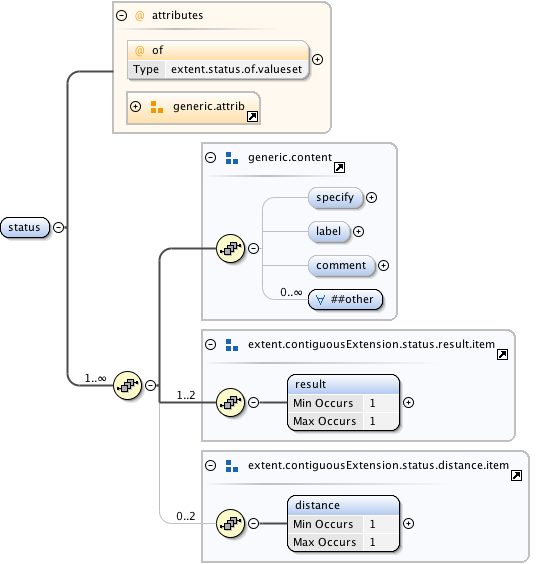 @ attributes
@ of
Type extent.status.of.valueset
generic.attrib
generic.content
specify
label
comment
0..∞ ∀ ##other
status
extent.contiguousExtension.status.result.item
1..∞
1..2
result
Min Occurs 1
Max Occurs 1
extent.contiguousExtension.status.distance.item
0..2
distance
Min Occurs 1
Max Occurs 1